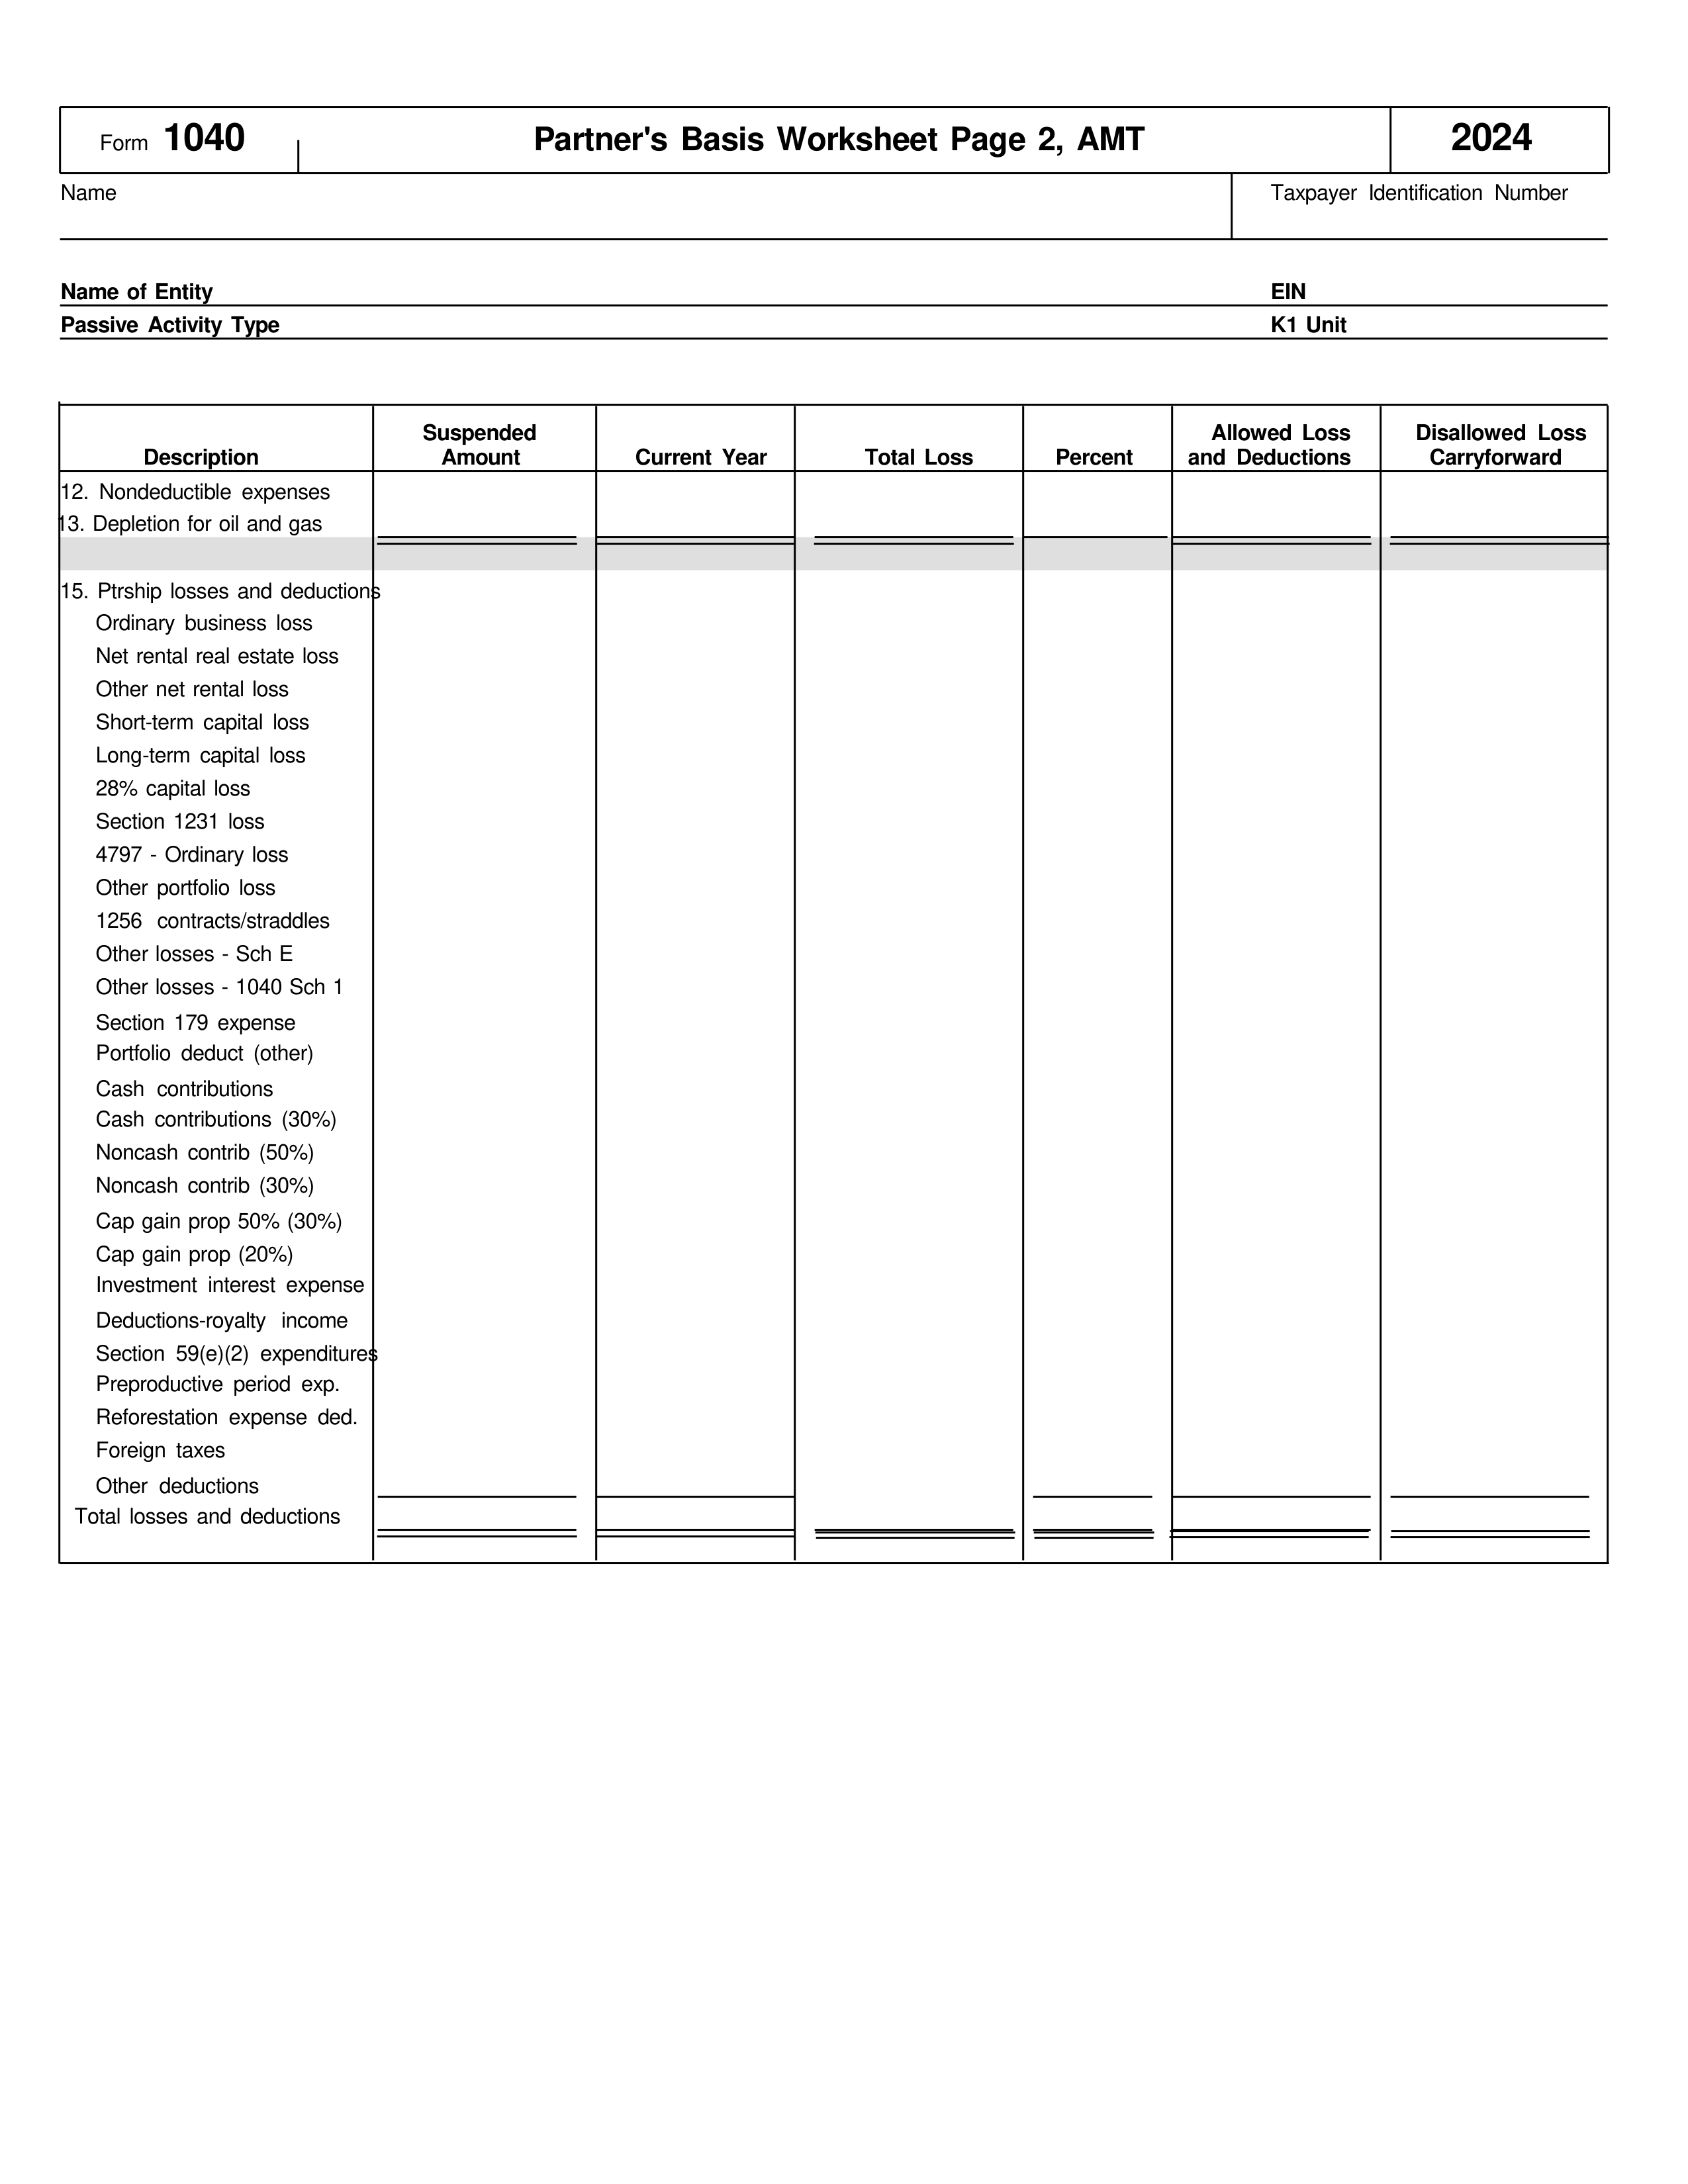 Form 1040 Partner's Basis Worksheet Page 2, AMT 2024
Name Taxpayer Identification Number
Name of Entity EIN
Passive Activity Type K1 Unit
Description Suspended Amount Current Year Total Loss Percent Allowed Loss and Deductions Disallowed Loss Carryforward
12. Nondeductible expenses
13. Depletion for oil and gas
15. Ptrship losses and deductions
Ordinary business loss
Net rental real estate loss
Other net rental loss
Short-term capital loss
Long-term capital loss
28% capital loss
Section 1231 loss
4797 - Ordinary loss
Other portfolio loss
1256 contracts/straddles
Other losses - Sch E
Other losses - 1040 Sch 1
Section 179 expense
Portfolio deduct (other)
Cash contributions
Cash contributions (30%)
Noncash contrib (50%)
Noncash contrib (30%)
Cap gain prop 50% (30%)
Cap gain prop (20%)
Investment interest expense
Deductions-royalty income
Section 59(e)(2) expenditures
Preproductive period exp.
Reforestation expense ded.
Foreign taxes
Other deductions
Total losses and deductions